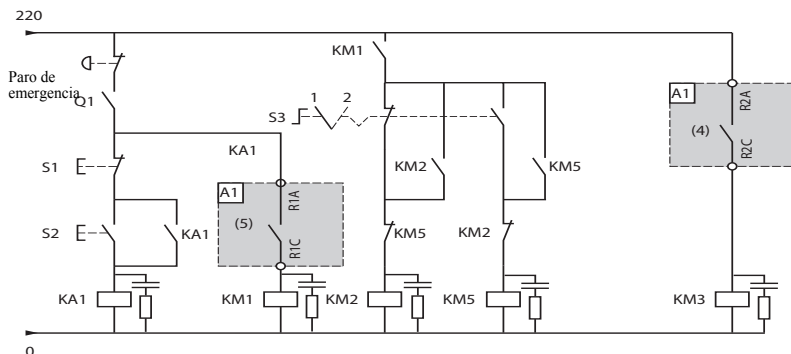 220
Paro de
emergencia
Q1
S1
S2
KA1
KA1
KA1
A1
(5)
R1A
R1C
KM1
KM1
S3
1
2
KM2
KM5
KM2
KM5
KM2
KM5
A1
(4)
R2A
R2C
KM3
0